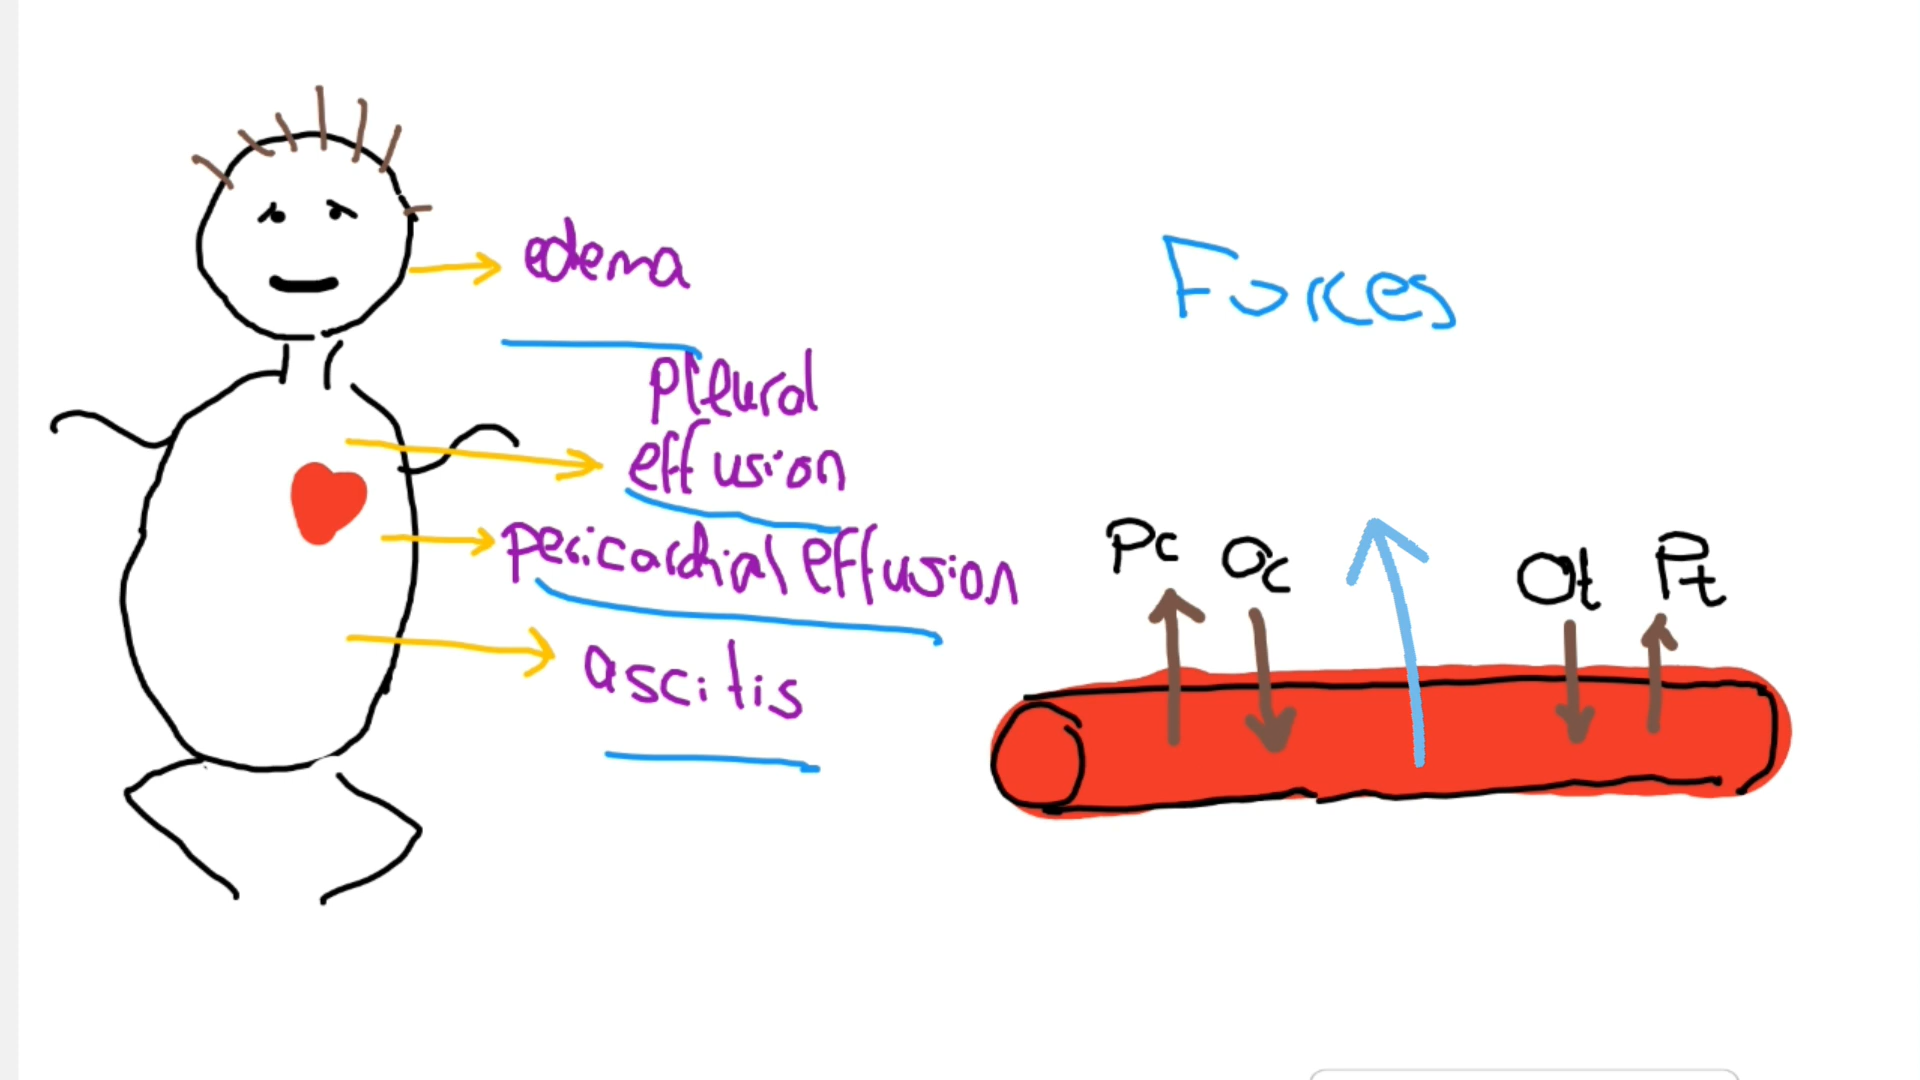 edema
pleural
effusion
pericardial effusion
ascitis
Forces
Pc Oc
Ot Pt